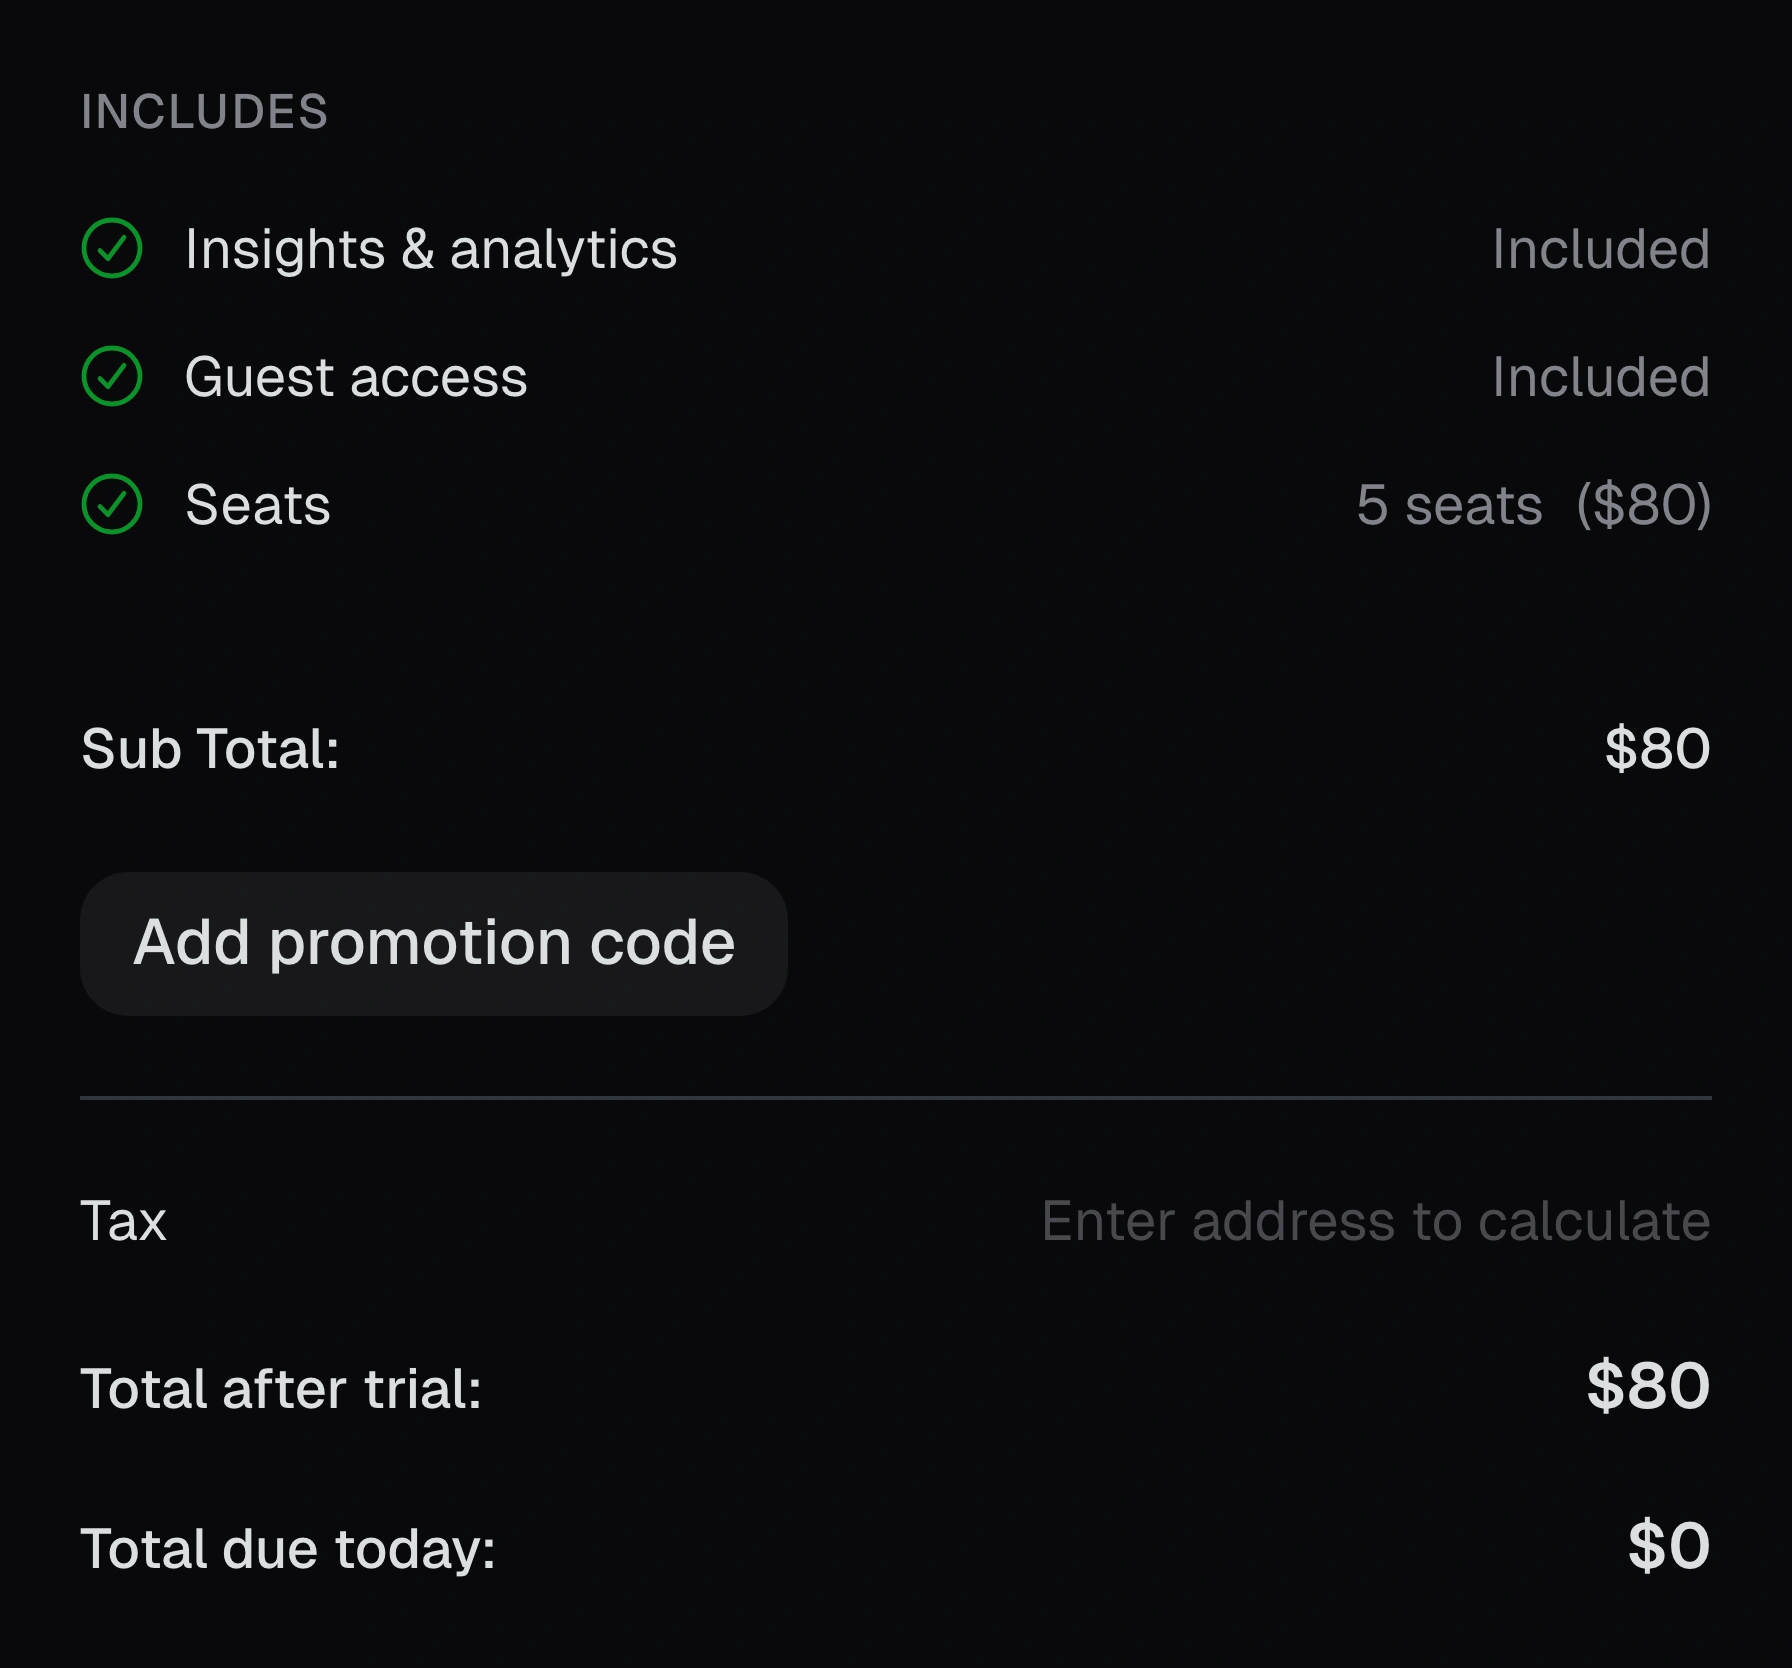 INCLUDES
Insights & analytics Included
Guest access Included
Seats 5 seats ($80)
Sub Total: $80
Add promotion code
Tax Enter address to calculate
Total after trial: $80
Total due today: $0